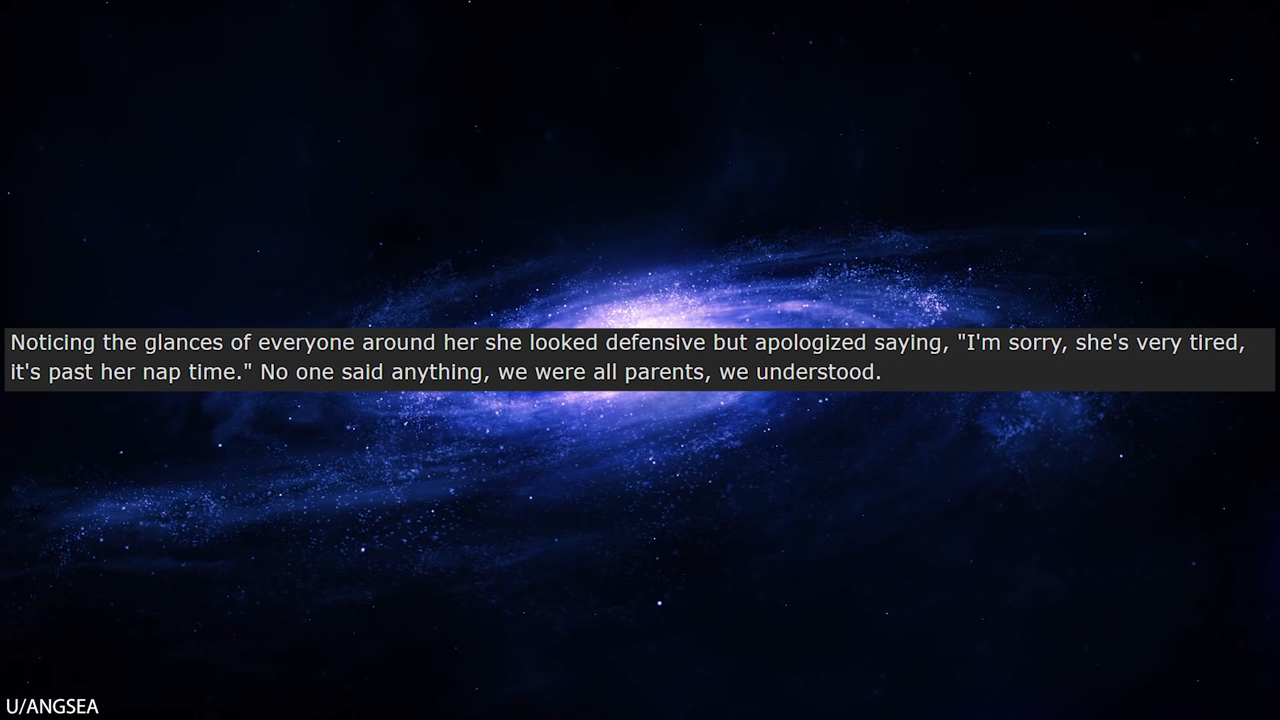 Noticing the glances of everyone around her she looked defensive but apologized saying, "I'm sorry, she's very tired,
it's past her nap time." No one said anything, we were all parents, we understood.
U/ANGSEA